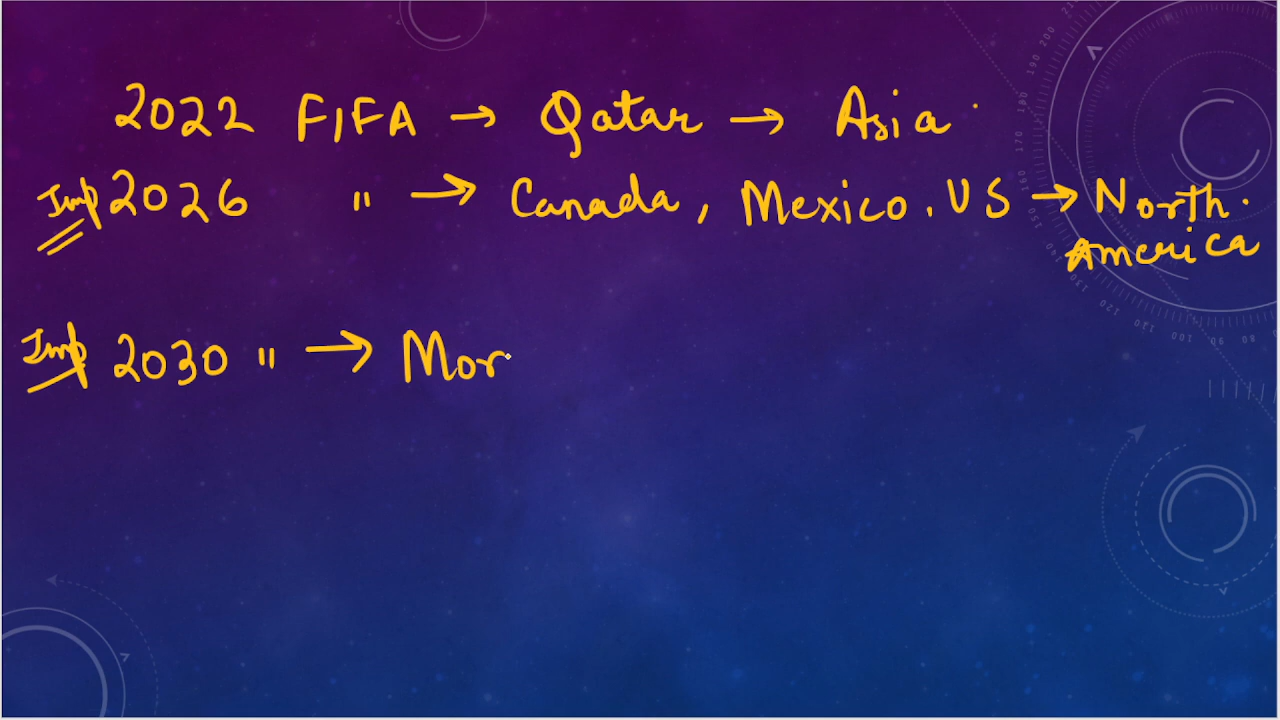 2022 FIFA → Qatar → Asia.
Imp 2026 " → Canada, Mexico, US → North.
America
Imp 2030 " → Mor